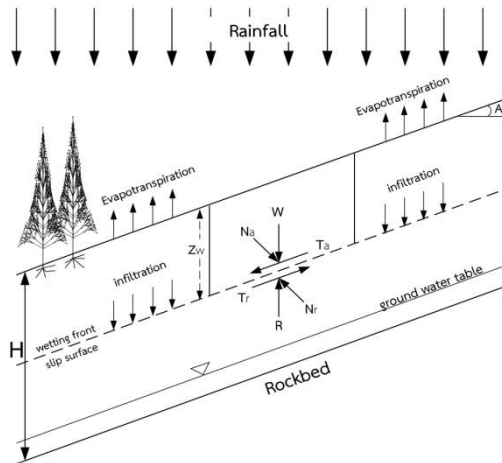 Rainfall
Evapotranspiration
A
Evapotranspiration
infiltration
W
Na
Ta
Zw
infiltration
Tr
Nr
R
ground water table
wetting front
slip surface
H
Rockbed